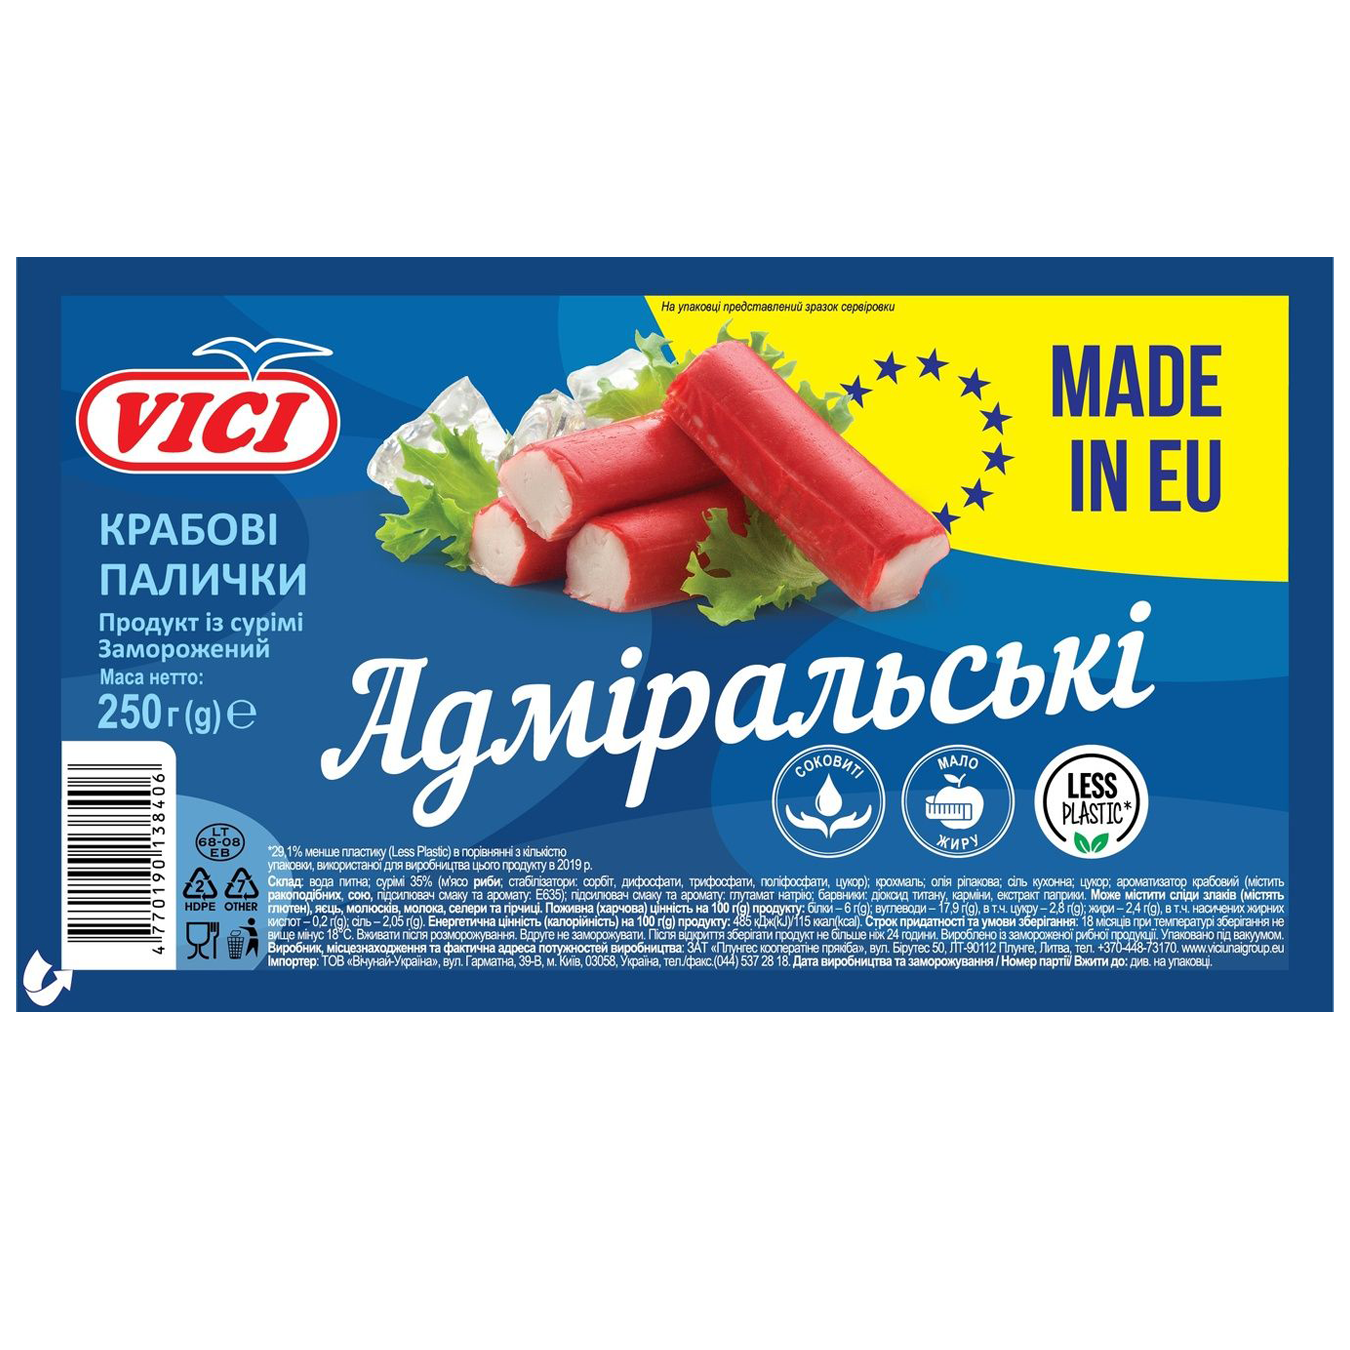 На упаковці представлений зразок сервіровки
VICI
MADE
IN EU
КРАБОВІ
ПАЛИЧКИ
Продукт із сурімі
Заморожений
Маса нетто:
250 г (g) ℮
Адміральські
СОКОВИТІ
МАЛО
ЖИРУ
LESS
PLASTIC*
4 770190 138406
LT
68-08
EB
2
HDPE
7
OTHER
*29,1% менше пластику (Less Plastic) в порівнянні з кількістю
упаковки, використаної для виробництва цього продукту в 2019 р.
Склад: вода питна; сурімі 35% (м'ясо риби; стабілізатори: сорбіт, дифосфати, трифосфати, поліфосфати, цукор); крохмаль; олія ріпакова; сіль кухонна; цукор; ароматизатор крабовий (містить
ракоподібних, сою, підсилювач смаку та аромату: Е635); підсилювач смаку та аромату: глутамат натрію; барвники: діоксид титану, карміни, екстракт паприки. Може містити сліди злаків (містять
глютен), яєць, молюсків, молока, селери та гірчиці. Поживна (харчова) цінність на 100 г(g) продукту: білки – 6 г(g); вуглеводи – 17,9 г(g), в т.ч. цукру – 2,8 г(g); жири – 2,4 г(g), в т.ч. насичених жирних
кислот – 0,2 г(g); сіль – 2,05 г(g). Енергетична цінність (калорійність) на 100 г(g) продукту: 485 кДж(kJ)/115 ккал(kcal). Строк придатності та умови зберігання: 18 місяців при температурі зберігання не
вище мінус 18°С. Вживати після розморожування. Вдруге не заморожувати. Після відкриття зберігати продукт не більше ніж 24 години. Вироблено із замороженої рибної продукції. Упаковано під вакуумом.
Виробник, місцезнаходження та фактична адреса потужностей виробництва: ЗАТ «Плунгес кооператіне прякіба», вул. Бірутес 50, ЛТ-90112 Плунге, Литва, тел. +370-448-73170. www.viciunaigroup.eu
Імпортер: ТОВ «Вічунай-Україна», вул. Гарматна, 39-В, м. Київ, 03058, Україна, тел./факс.(044) 537 28 18. Дата виробництва та заморожування / Номер партії/ Вжити до: див. на упаковці.